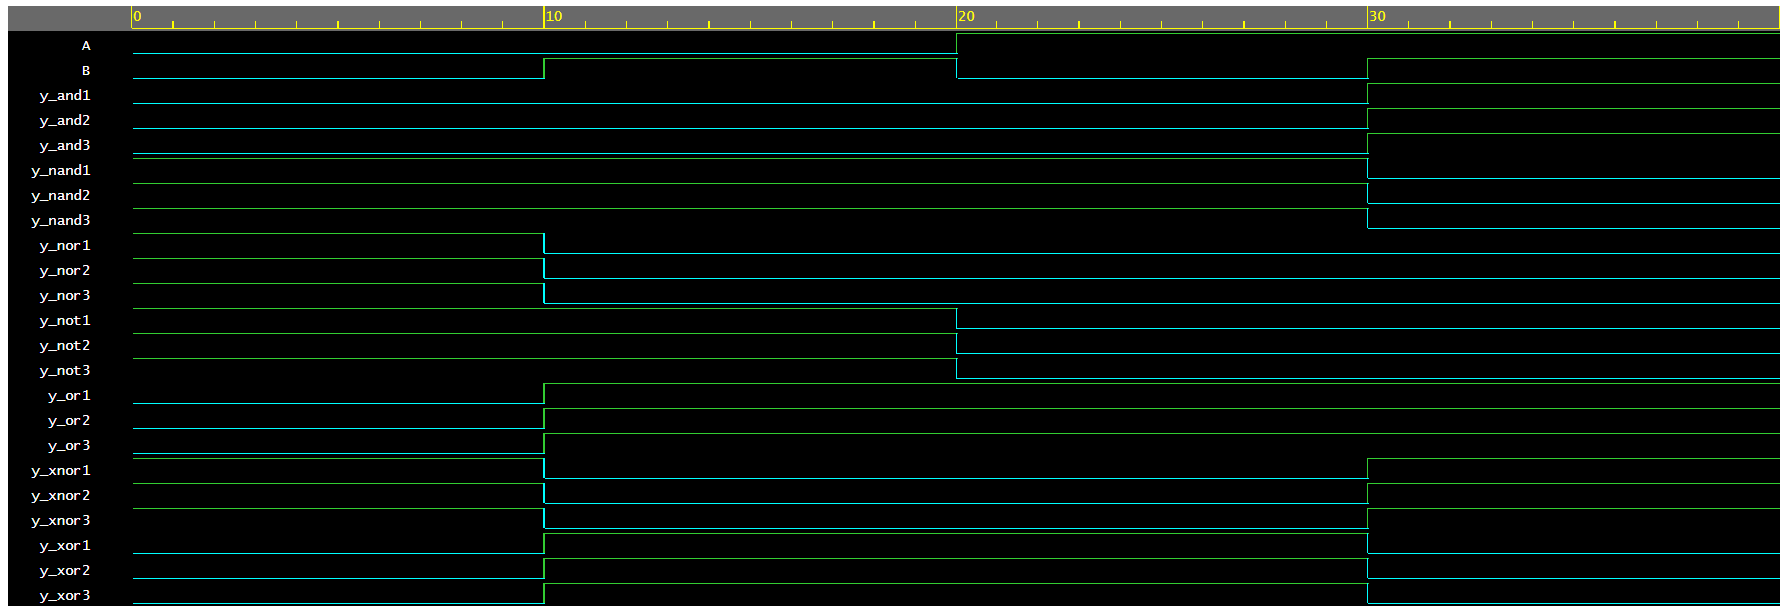 0 10 20 30
A
B
y_and1
y_and2
y_and3
y_nand1
y_nand2
y_nand3
y_nor1
y_nor2
y_nor3
y_not1
y_not2
y_not3
y_or1
y_or2
y_or3
y_xnor1
y_xnor2
y_xnor3
y_xor1
y_xor2
y_xor3